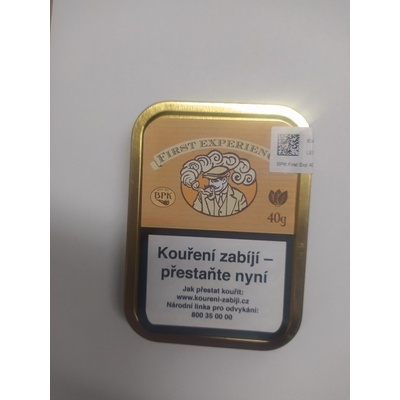 FIRST EXPERIENC
BPK
40g
Kouření zabíjí –
přestaňte nyní
Jak přestat kouřit:
www.koureni-zabiji.cz
Národní linka pro odvykání:
800 35 00 00